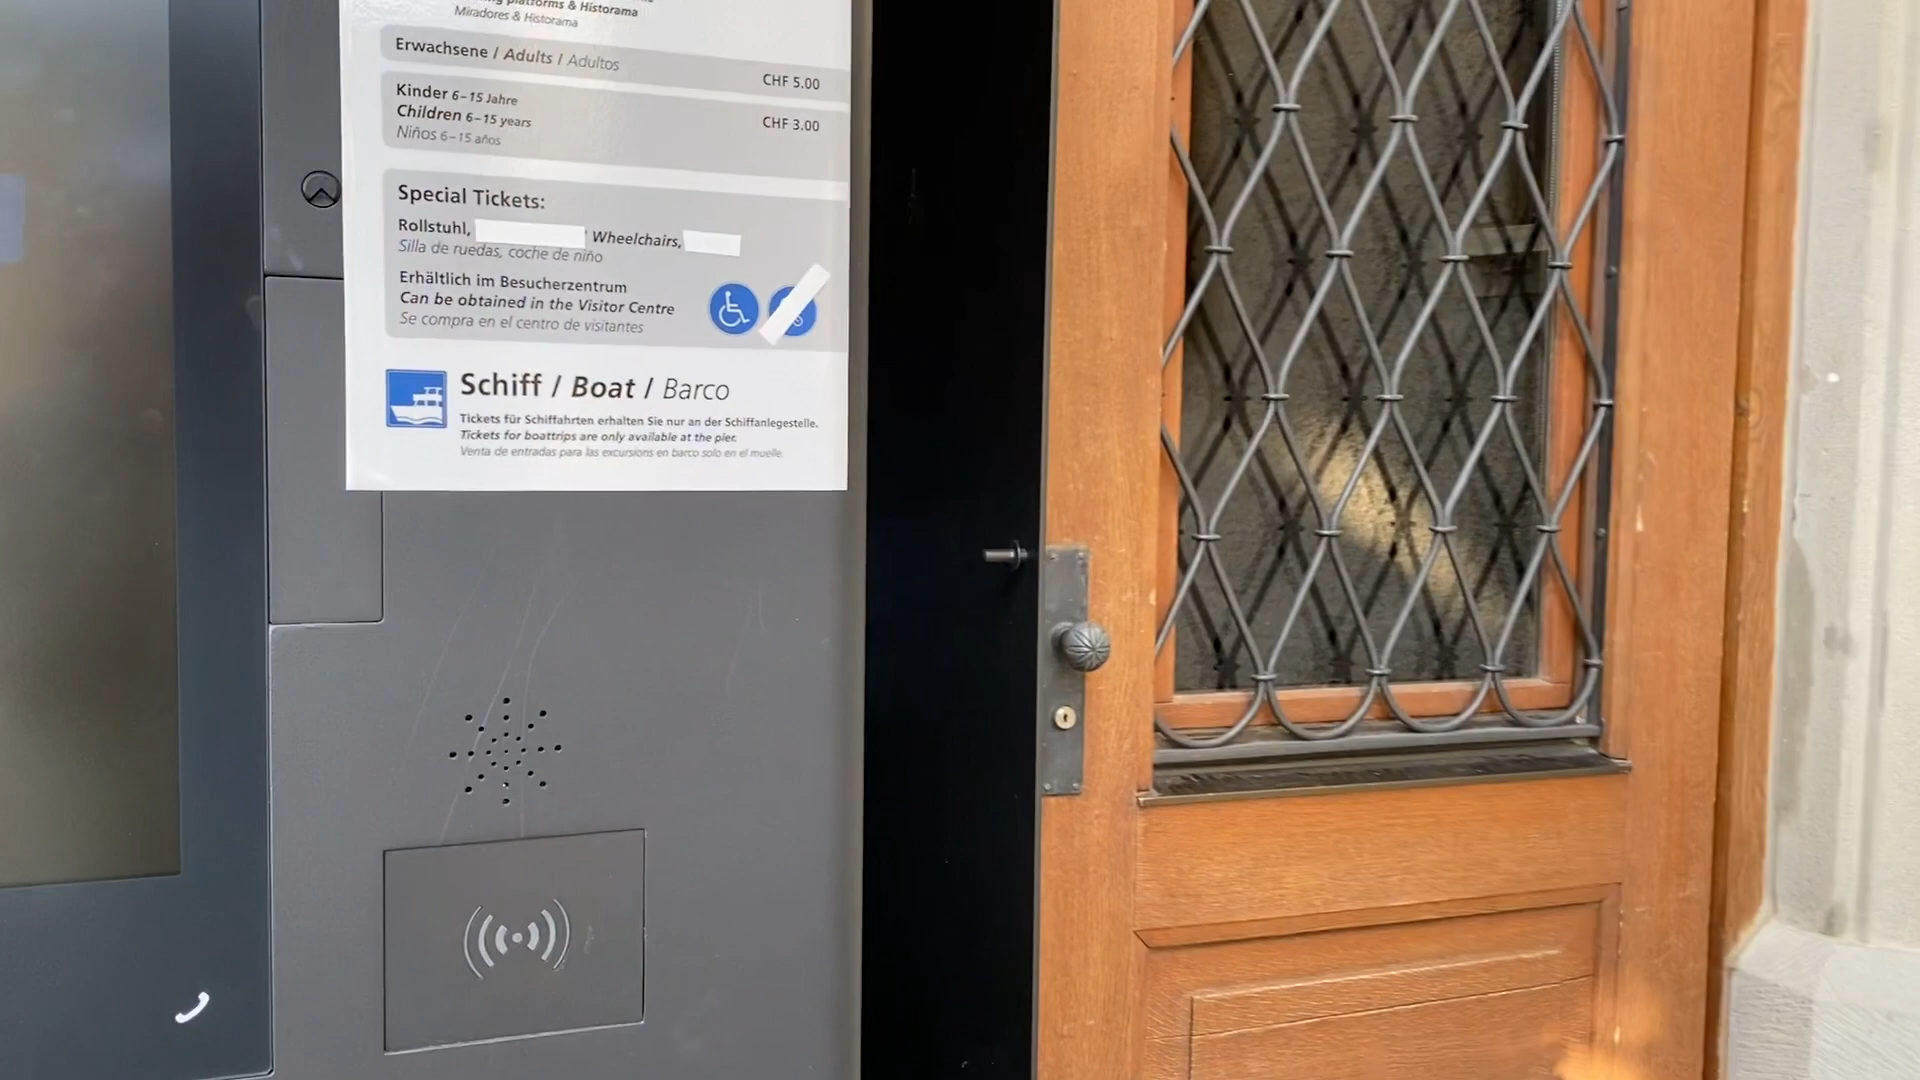 platforms & Historama
Miradores & Historama
Erwachsene / Adults / Adultos
CHF 5.00
Kinder 6–15 Jahre
Children 6–15 years
Niños 6–15 años
CHF 3.00
Special Tickets:
Rollstuhl, Wheelchairs,
Silla de ruedas, coche de niño
Erhältlich im Besucherzentrum
Can be obtained in the Visitor Centre
Se compra en el centro de visitantes
Schiff / Boat / Barco
Tickets für Schiffahrten erhalten Sie nur an der Schiffanlegestelle.
Tickets for boattrips are only available at the pier.
Venta de entradas para las excursions en barco solo en el muelle.